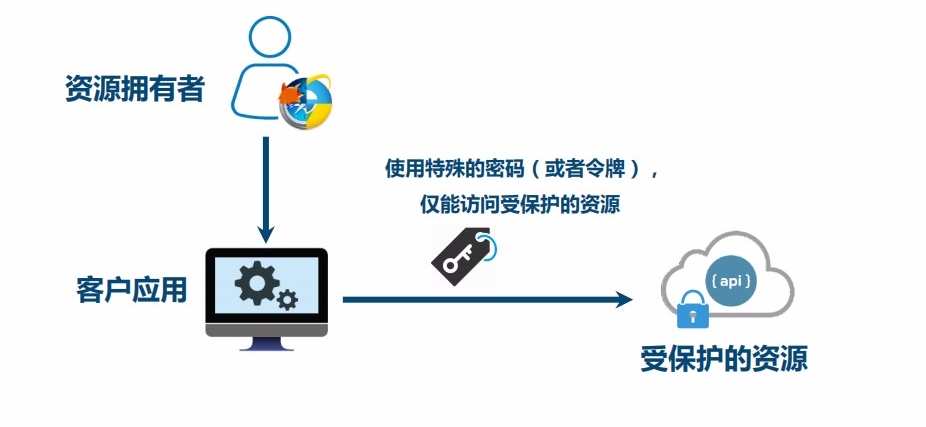 资源拥有者
使用特殊的密码（或者令牌），
仅能访问受保护的资源
客户应用
{api}
受保护的资源